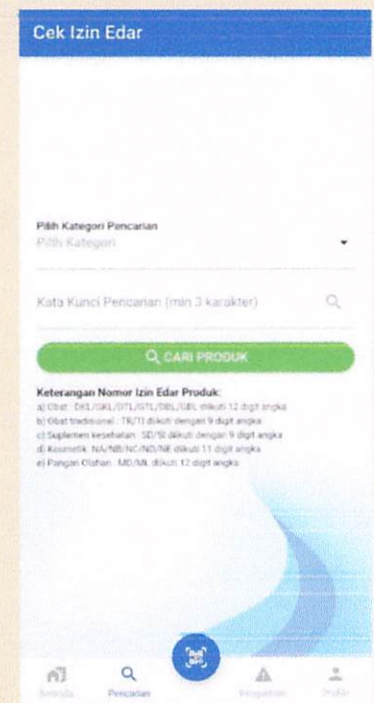 Cek Izin Edar
Pilih Kategori Pencarian
Pilih Kategori
Kata Kunci Pencarian (min 3 karakter)
CARI PRODUK
Keterangan Nomor Izin Edar Produk:
a) Obat : DKL/GKL/DTL/GTL/DBL/GBL diikuti 12 digit angka
b) Obat tradisional : TR/TI diikuti dengan 9 digit angka
c) Suplemen kesehatan : SD/SI diikuti dengan 9 digit angka
d) Kosmetik: NA/NB/NC/ND/NE diikuti 11 digit angka
e) Pangan Olahan : MD/ML diikuti 12 digit angka
Beranda Pencarian Pengaduan Profile